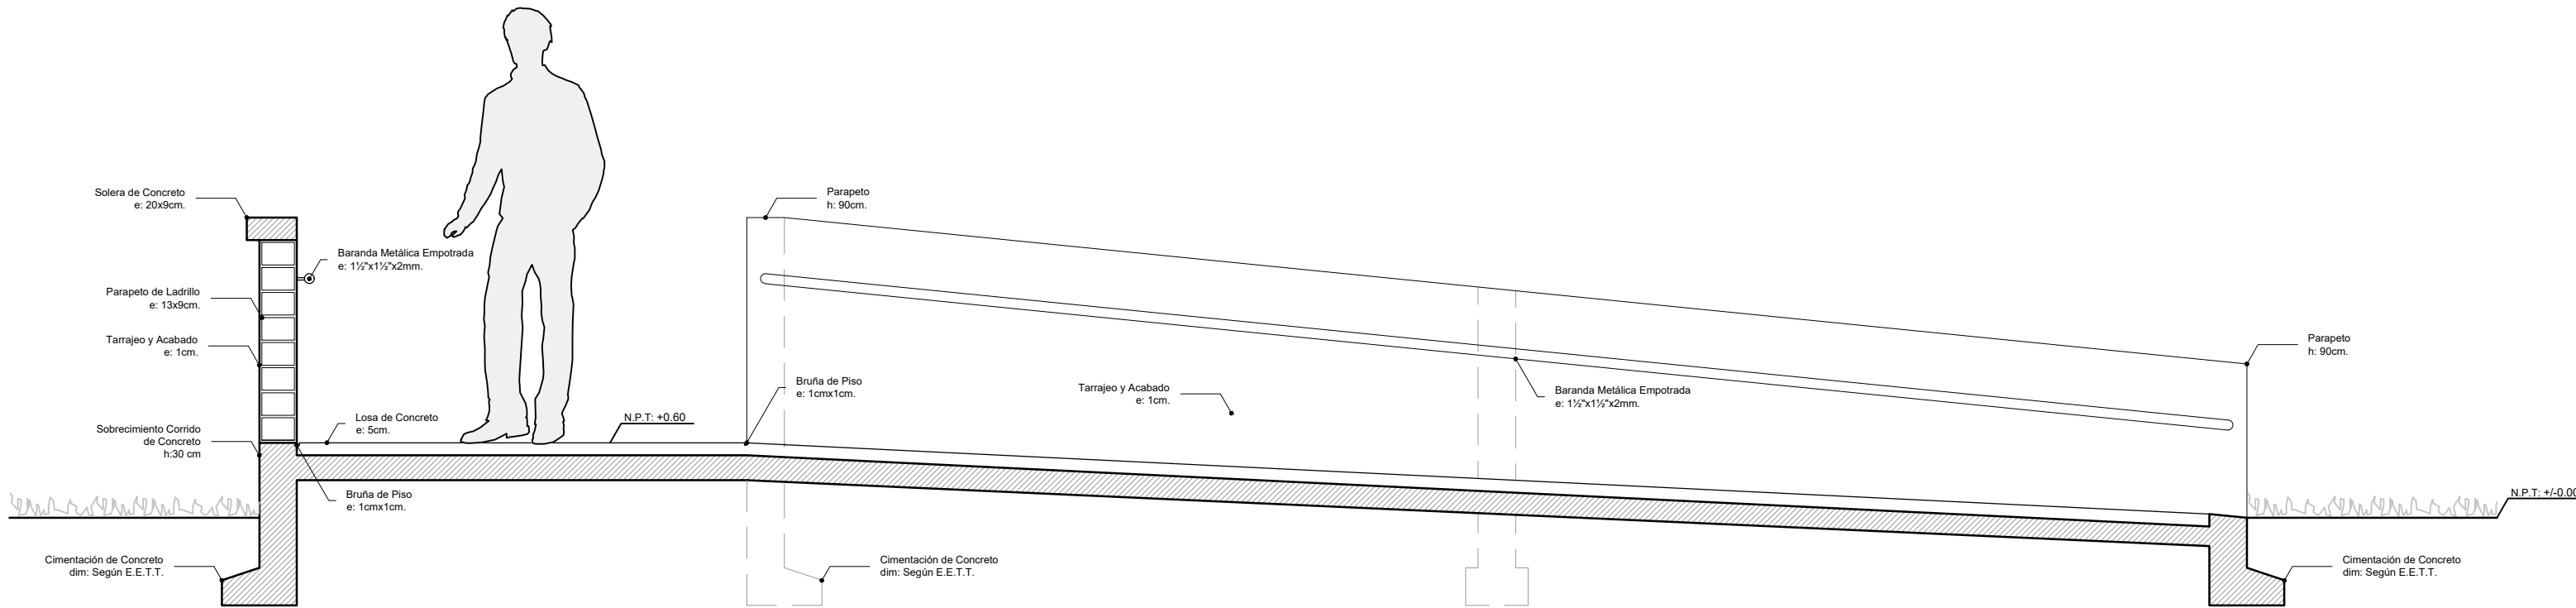 Solera de Concreto
e: 20x9cm.
Parapeto
h: 90cm.
Baranda Metálica Empotrada
e: 1½"x1½"x2mm.
Parapeto de Ladrillo
e: 13x9cm.
Tarrajeo y Acabado
e: 1cm.
Parapeto
h: 90cm.
Bruña de Piso
e: 1cmx1cm.
Tarrajeo y Acabado
e: 1cm.
Baranda Metálica Empotrada
e: 1½"x1½"x2mm.
Losa de Concreto
e: 5cm.
N.P.T: +0.60
Sobrecimiento Corrido
de Concreto
h:30 cm
Bruña de Piso
e: 1cmx1cm.
N.P.T: +/-0.00
Cimentación de Concreto
dim: Según E.E.T.T.
Cimentación de Concreto
dim: Según E.E.T.T.
Cimentación de Concreto
dim: Según E.E.T.T.